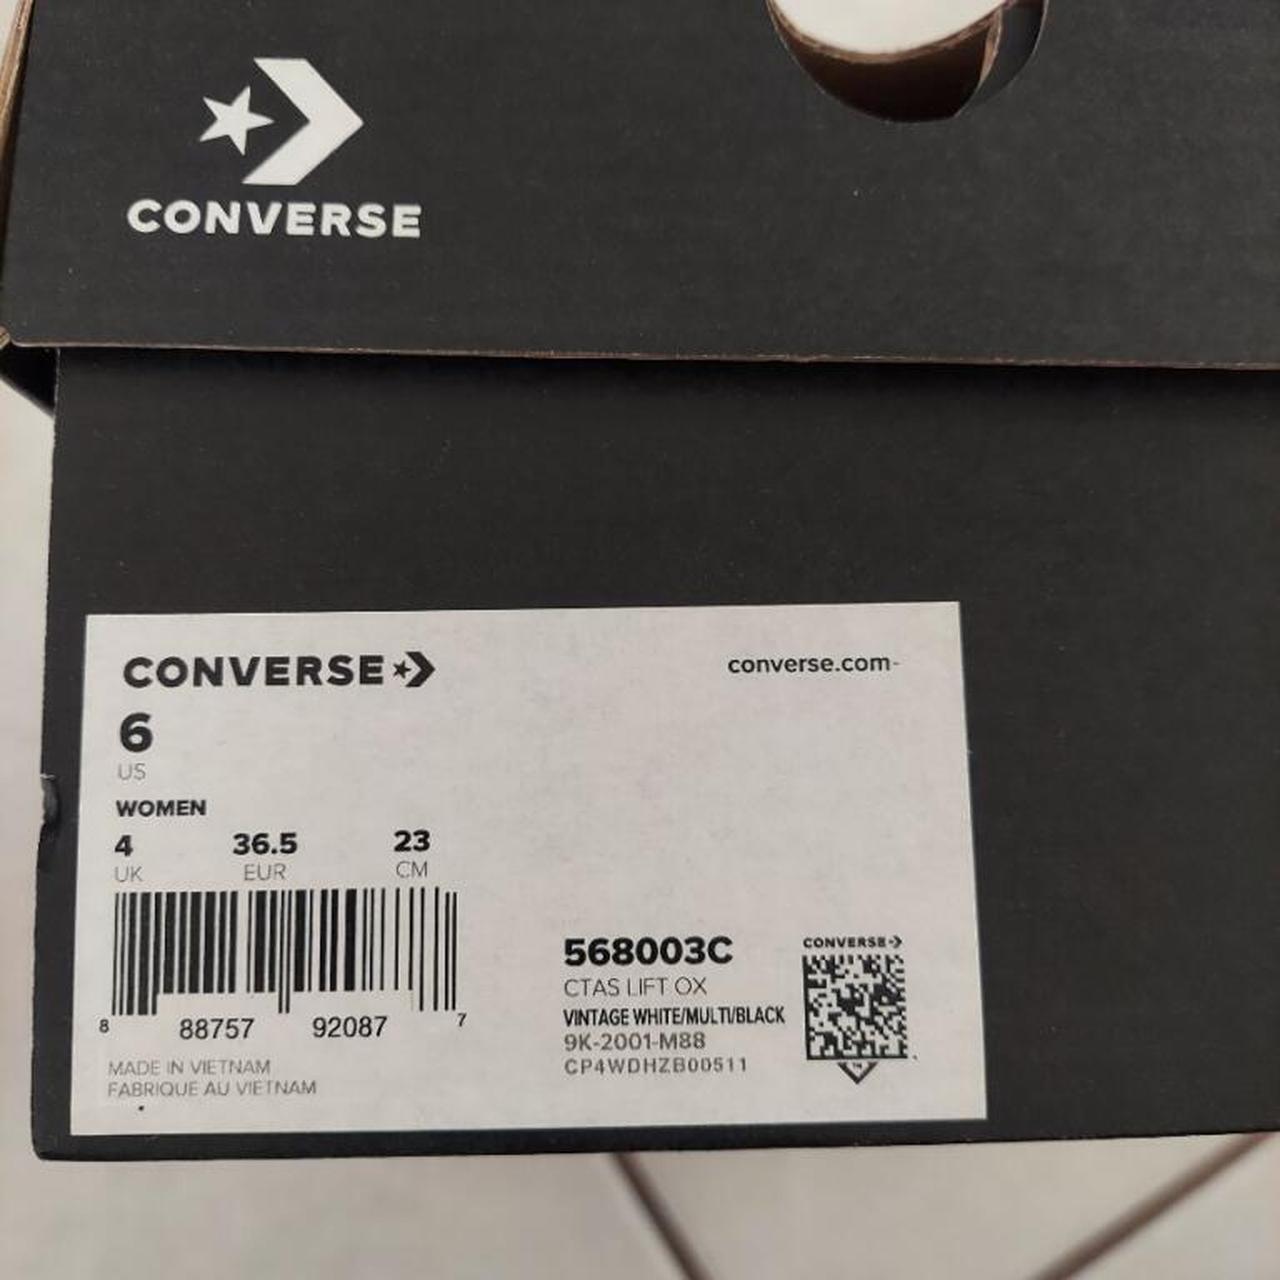 CONVERSE
CONVERSE
converse.com
6
US
WOMEN
4 36.5 23
UK EUR CM
8 88757 92087 7
MADE IN VIETNAM
FABRIQUE AU VIETNAM
568003C
CTAS LIFT OX
VINTAGE WHITE/MULTI/BLACK
9K-2001-M88
CP4WDHZB00511
CONVERSE